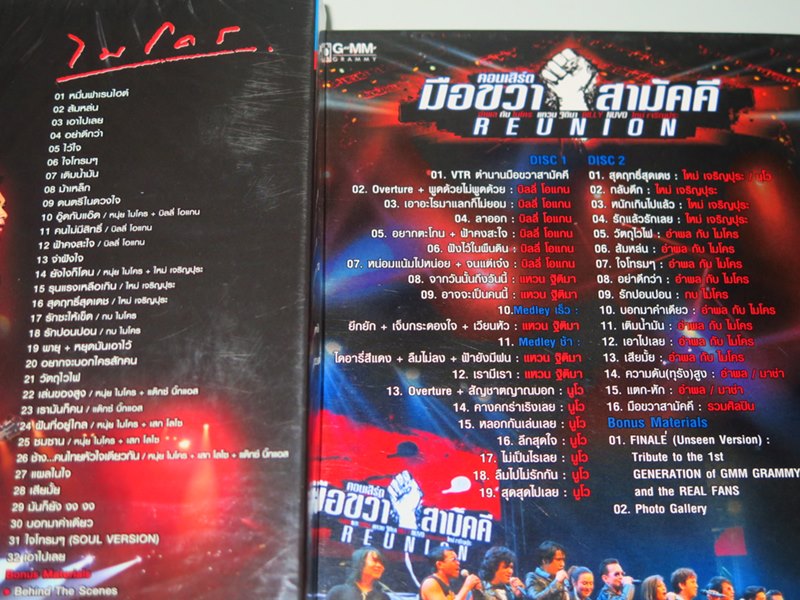 ไมโคร
01 หมื่นฟาเรนไฮต์
02 ส้มหล่น
03 เอาไปเลย
04 อย่าดีกว่า
05 ไว้ใจ
06 ใจโทรมๆ
07 เติมน้ำมัน
08 ม้าเหล็ก
09 ดนตรีในดวงใจ
10 อู๊ดกับแอ๊ด / หนุ่ย ไมโคร + บิลลี่ โอแกน
11 คนไม่มีสิทธิ์ / บิลลี่ โอแกน
12 ฟ้าคงสะใจ / บิลลี่ โอแกน
13 จำฝังใจ
14 ยังไงก็โดน / หนุ่ย ไมโคร + ใหม่ เจริญปุระ
15 รุนแรงเหลือเกิน / ใหม่ เจริญปุระ
16 สุดฤทธิ์สุดเดช / ใหม่ เจริญปุระ
17 รักซะให้เข็ด / กบ ไมโคร
18 รักปอนปอน / กบ ไมโคร
19 พายุ + หยุดมันเอาไว้
20 อยากจะบอกใครสักคน
21 วัตถุไวไฟ
22 เล่นของสูง / หนุ่ย ไมโคร + แด๊กซ์ บิ๊กแอส
23 เรามันก็คน / แด๊กซ์ บิ๊กแอส
24 ฝันที่อยู่ไกล / หนุ่ย ไมโคร + เสก โลโซ
25 ซมซาน / หนุ่ย ไมโคร + เสก โลโซ
26 ช้าง...คนไทยหัวใจเดียวกัน / หนุ่ย ไมโคร + เสก โลโซ + แด๊กซ์ บิ๊กแอส
27 แผลในใจ
28 เสียมั้ย
29 มันก็ยัง งง งง
30 บอกมาคำเดียว
31 ใจโทรมๆ (SOUL VERSION)
32 เอาไปเลย
Bonus Materials
Behind The Scenes
G"MM'
GRAMMY
คอนเสิร์ต
มือขวา สามัคคี
REUNION
DISC 1
01. VTR ตำนานมือขวาสามัคคี
02. Overture + พูดด้วยไม่พูดด้วย : บิลลี่ โอแกน
03. เอาอะไรมาแลกก็ไม่ยอม : บิลลี่ โอแกน
04. ลาออก : บิลลี่ โอแกน
05. อยากตะโกน + ฟ้าคงสะใจ : บิลลี่ โอแกน
06. ฝังไว้ในผืนดิน : บิลลี่ โอแกน
07. หน่อมแน้มไปหน่อย + จนแต่เจ๋ง : บิลลี่ โอแกน
08. จากวันนั้นถึงวันนี้ : แหวน ฐิติมา
09. อาจจะเป็นคนนี้ : แหวน ฐิติมา
10. Medley เร็ว :
ยึกยัก + เจ็บกระดองใจ + เวียนหัว : แหวน ฐิติมา
11. Medley ช้า :
ไดอารี่สีแดง + ลืมไม่ลง + ฟ้ายังมีฝน : แหวน ฐิติมา
12. เรามีเรา : แหวน ฐิติมา
13. Overture + สัญชาตญาณบอก : นูโว
14. คางคกร่าเริงเลย : นูโว
15. หลอกกันเล่นเลย : นูโว
16. ลึกสุดใจ : นูโว
17. ไม่เป็นไรเลย : นูโว
18. ลืมไปไม่รักกัน : นูโว
19. สุดสุดไปเลย : นูโว
DISC 2
01. สุดฤทธิ์สุดเดช : ใหม่ เจริญปุระ / นูโว
02. กลับดึก : ใหม่ เจริญปุระ
03. หนักเกินไปแล้ว : ใหม่ เจริญปุระ
04. รักแล้วรักเลย : ใหม่ เจริญปุระ
05. วัตถุไวไฟ : อำพล กับ ไมโคร
06. ส้มหล่น : อำพล กับ ไมโคร
07. ใจโทรมๆ : อำพล กับ ไมโคร
08. อย่าดีกว่า : อำพล กับ ไมโคร
09. รักปอนปอน : กบ ไมโคร
10. บอกมาคำเดียว : อำพล กับ ไมโคร
11. เติมน้ำมัน : อำพล กับ ไมโคร
12. เอาไปเลย : อำพล กับ ไมโคร
13. เสียมั้ย : อำพล กับ ไมโคร
14. ความดัน(ทุรัง)สูง : อำพล / มาช่า
15. แตก-หัก : อำพล / มาช่า
16. มือขวาสามัคคี : รวมศิลปิน
Bonus Materials
01. FINALE (Unseen Version) :
Tribute to the 1st
GENERATION of GMM GRAMMY
and the REAL FANS
02. Photo Gallery
คอนเสิร์ต
มือขวา สามัคคี
REUNION